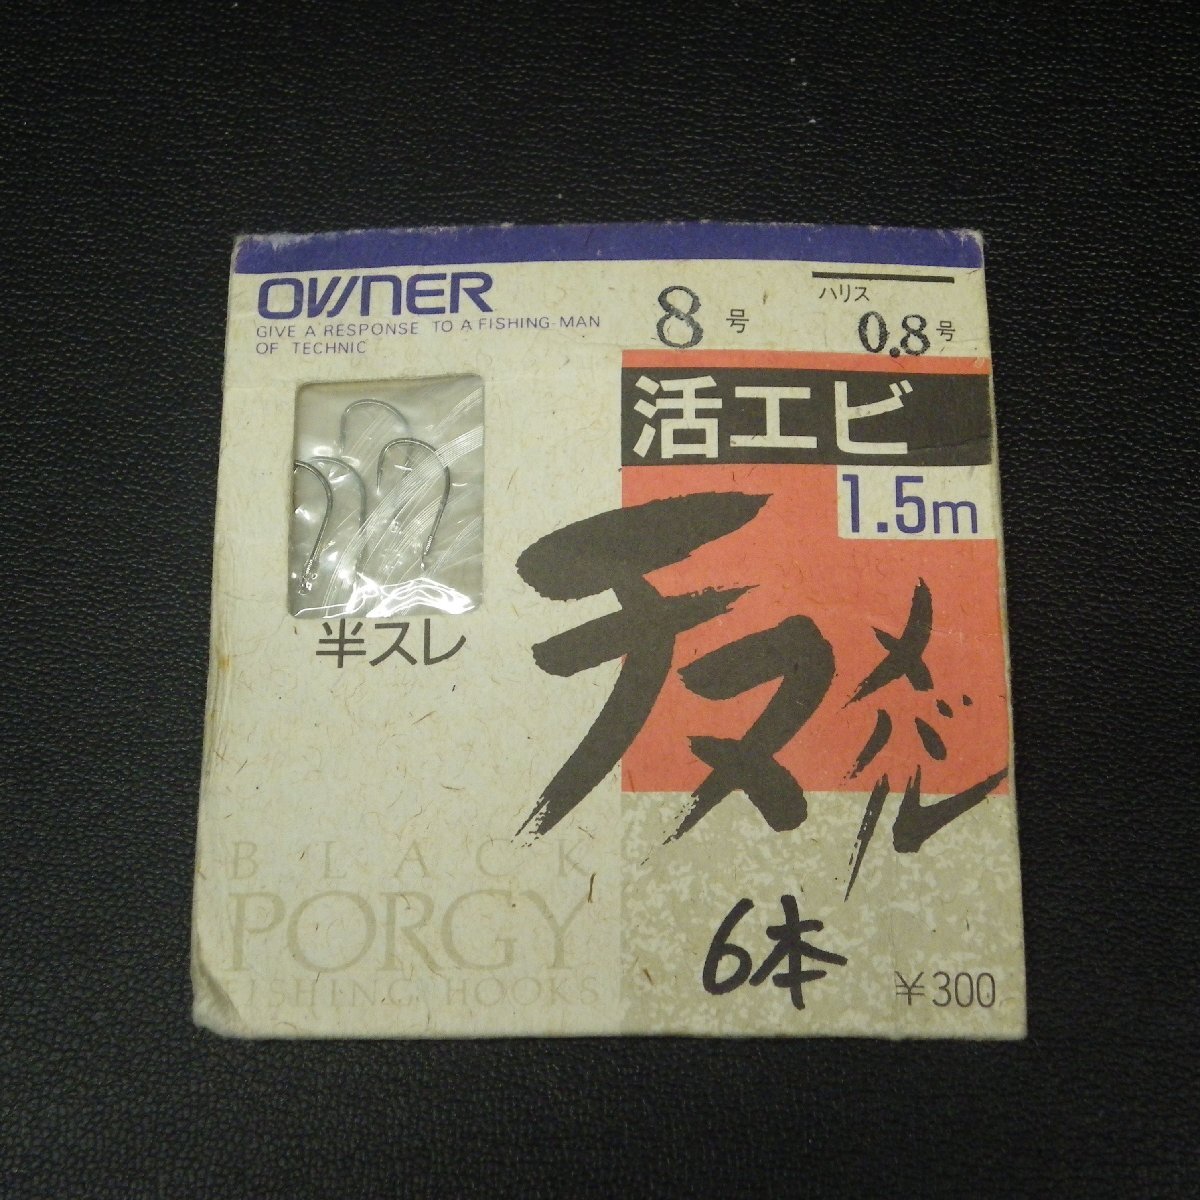 OWNER
GIVE A RESPONSE TO A FISHING-MAN
OF TECHNIC
8号
ハリス
0.8号
活エビ
1.5m
チヌ
メバル
半スレ
BLACK
PORGY
FISHING HOOKS
6本
¥300